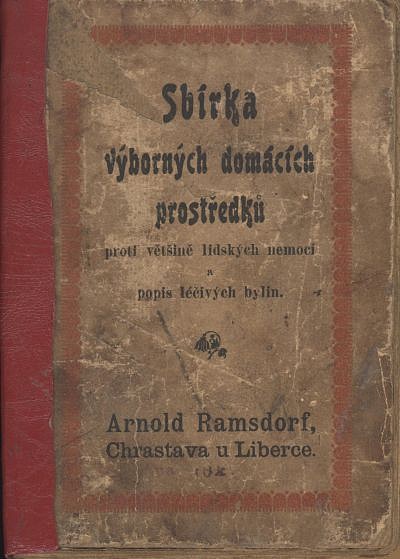 Sbírka
výborných domácích
prostředků
proti většině lidských nemocí
a
popis léčivých bylin.
Arnold Ramsdorf,
Chrastava u Liberce.